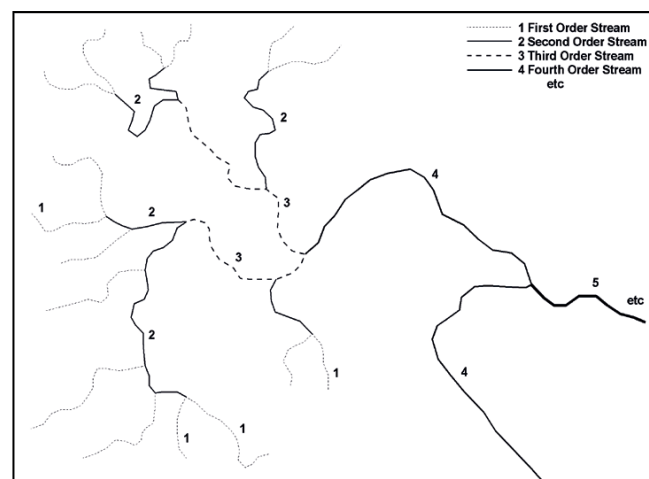 1 First Order Stream
2 Second Order Stream
3 Third Order Stream
4 Fourth Order Stream
etc
2
2
4
3
1
2
3
5
etc
2
4
1
1
1